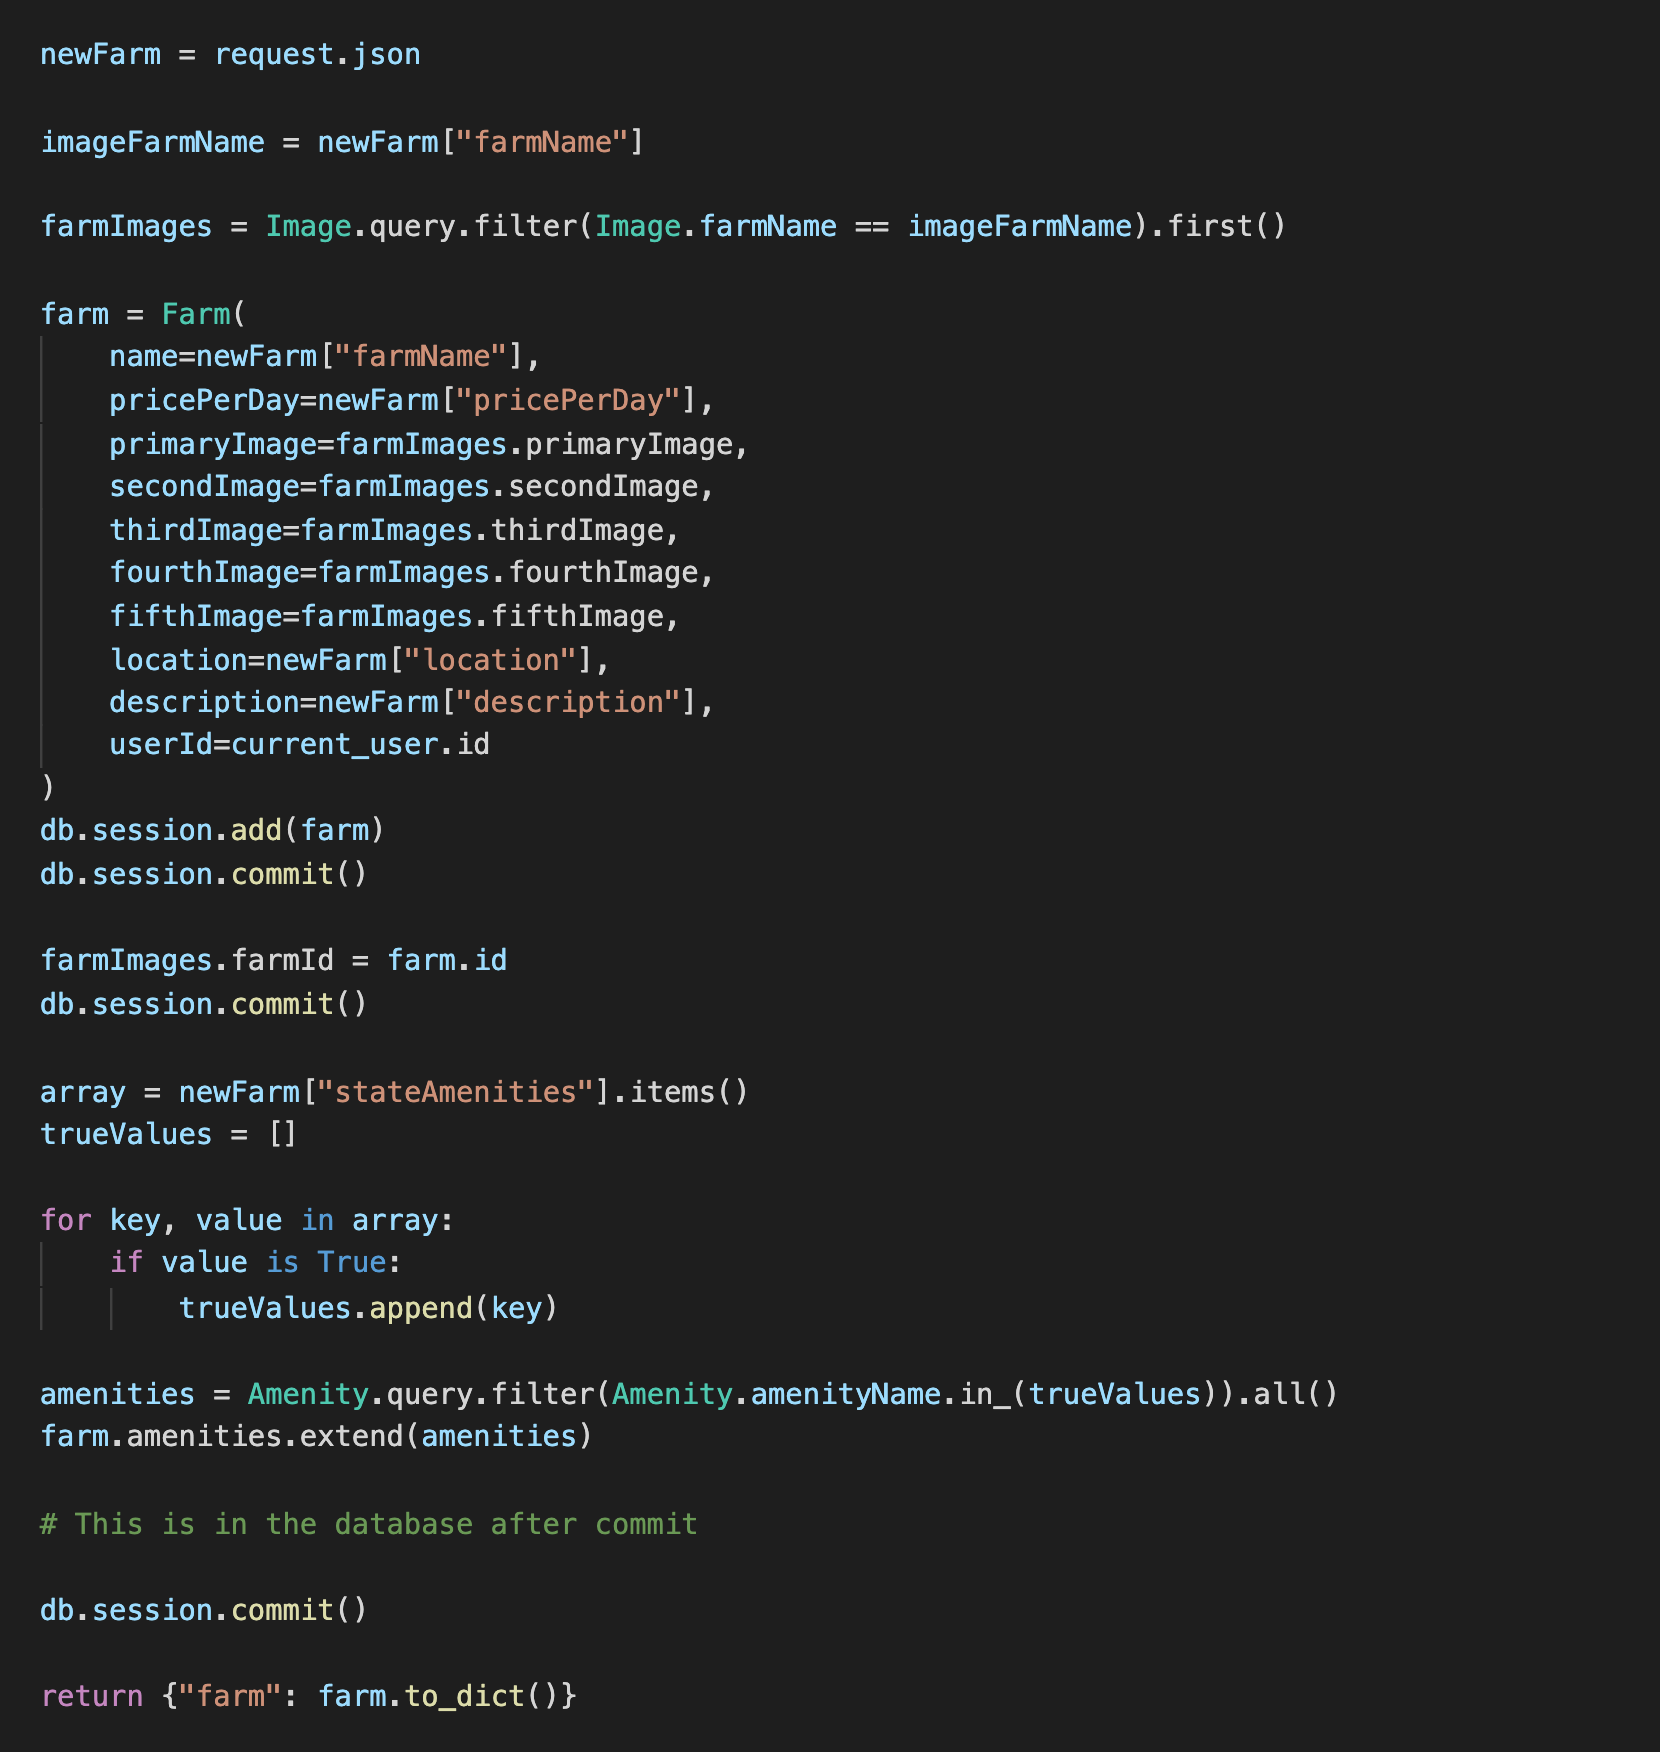 newFarm = request.json
imageFarmName = newFarm["farmName"]
farmImages = Image.query.filter(Image.farmName == imageFarmName).first()
farm = Farm(
    name=newFarm["farmName"],
    pricePerDay=newFarm["pricePerDay"],
    primaryImage=farmImages.primaryImage,
    secondImage=farmImages.secondImage,
    thirdImage=farmImages.thirdImage,
    fourthImage=farmImages.fourthImage,
    fifthImage=farmImages.fifthImage,
    location=newFarm["location"],
    description=newFarm["description"],
    userId=current_user.id
)
db.session.add(farm)
db.session.commit()
farmImages.farmId = farm.id
db.session.commit()
array = newFarm["stateAmenities"].items()
trueValues = []
for key, value in array:
    if value is True:
        trueValues.append(key)
amenities = Amenity.query.filter(Amenity.amenityName.in_(trueValues)).all()
farm.amenities.extend(amenities)
# This is in the database after commit
db.session.commit()
return {"farm": farm.to_dict()}